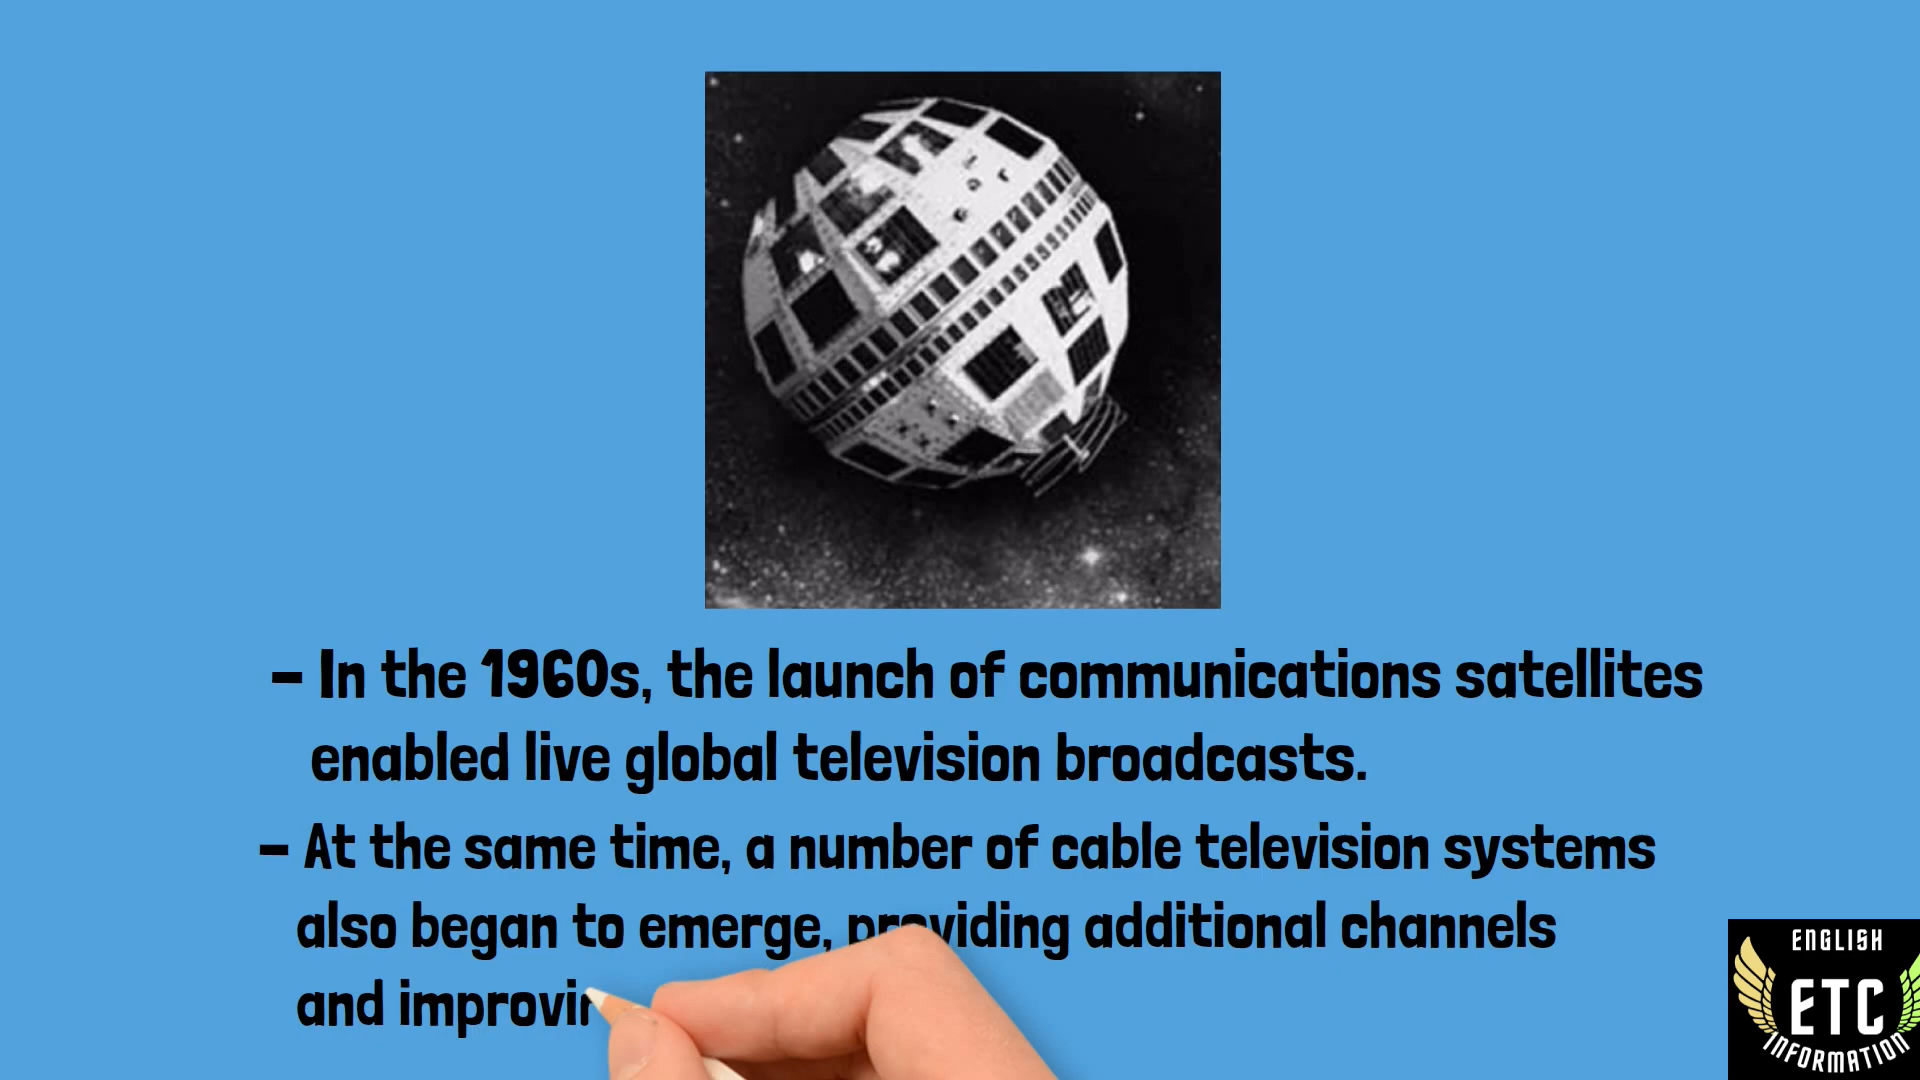 – In the 1960s, the launch of communications satellites
enabled live global television broadcasts.
– At the same time, a number of cable television systems
also began to emerge, providing additional channels
and improvin
ENGLISH
ETC
INFORMATION